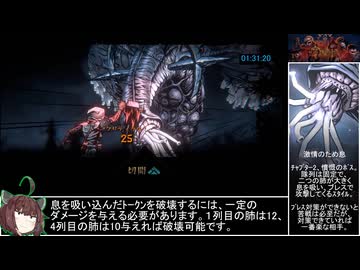 01:31:20
25
切開
激情のため息
チャプター2、憤慨のボス。
隊列は固定で、
二つの肺が大きく
息を吸い、ブレスで
攻撃してくるスタイル。
ブレス対策ができないと
苦戦は必至だが、
対策できていれば
一番楽な相手。
息を吸い込んだトークンを破壊するには、一定の
ダメージを与える必要があります。1列目の肺は12、
4列目の肺は10与えれば破壊可能です。